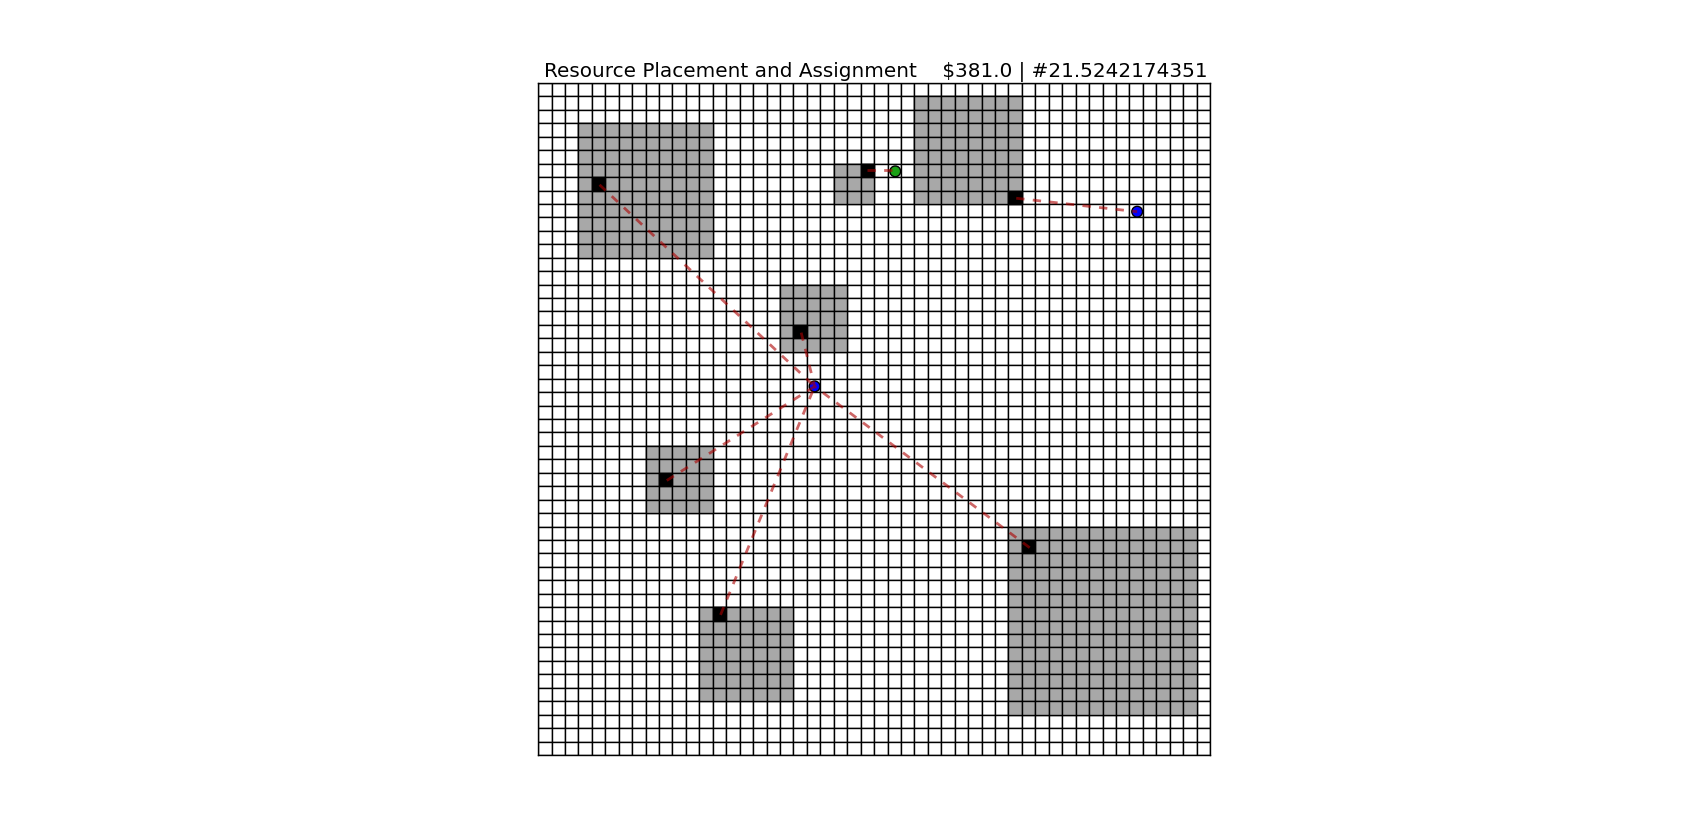 Resource Placement and Assignment $381.0 | #21.5242174351